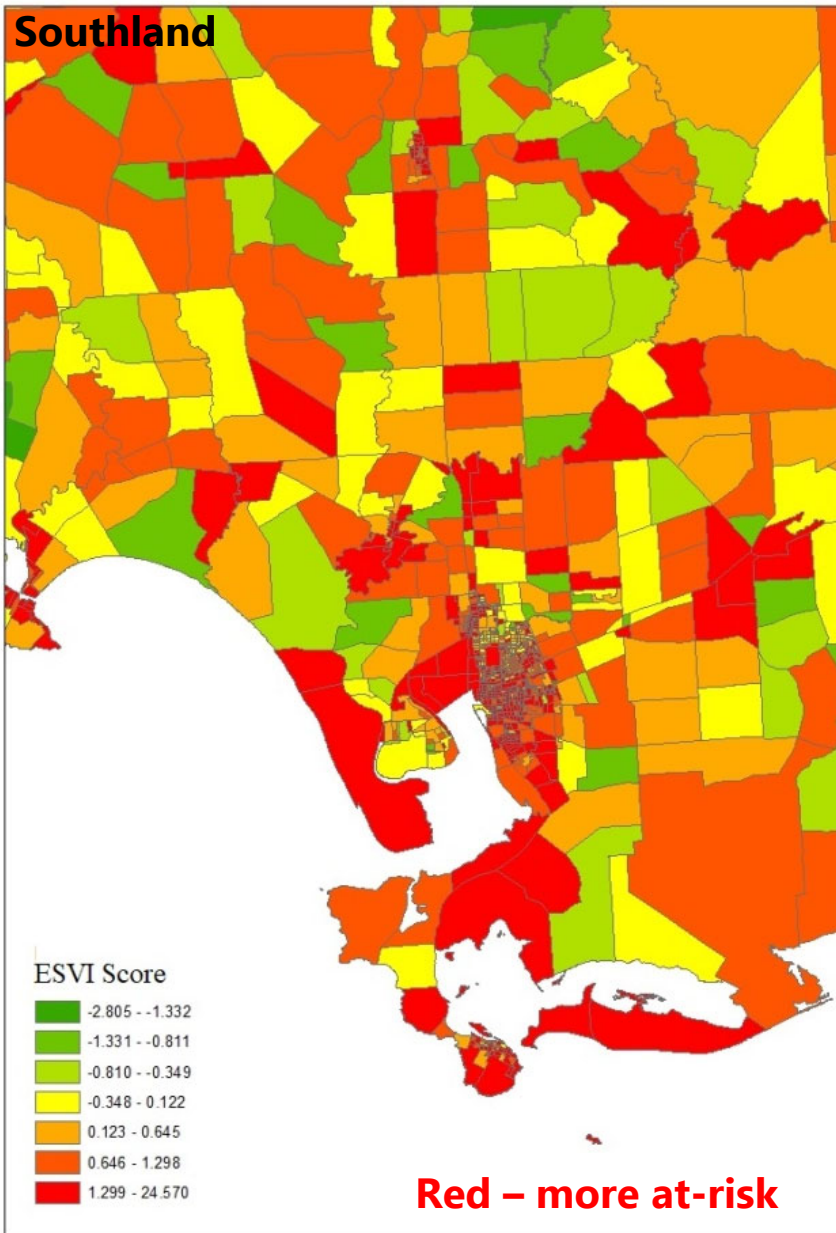 Southland
ESVI Score
-2.805 - -1.332
-1.331 - -0.811
-0.810 - -0.349
-0.348 - 0.122
0.123 - 0.645
0.646 - 1.298
1.299 - 24.570
Red – more at-risk